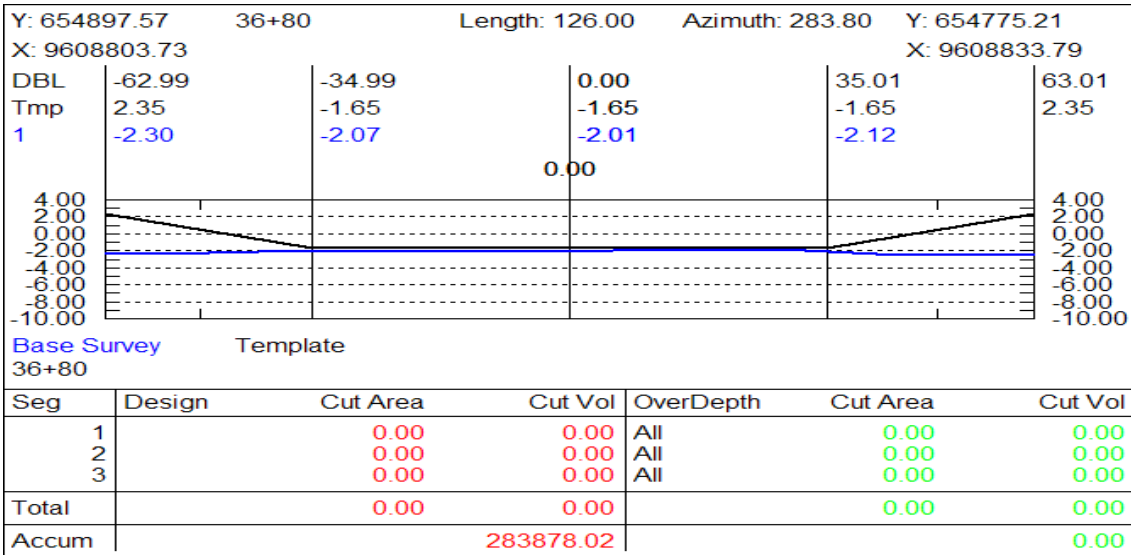 Y: 654897.57 36+80 Length: 126.00 Azimuth: 283.80 Y: 654775.21
X: 9608803.73 X: 9608833.79
DBL -62.99 -34.99 0.00 35.01 63.01
Tmp 2.35 -1.65 -1.65 -1.65 2.35
1 -2.30 -2.07 -2.01 -2.12
0.00
4.00 4.00
2.00 2.00
0.00 0.00
-2.00 -2.00
-4.00 -4.00
-6.00 -6.00
-8.00 -8.00
-10.00 -10.00
Base Survey Template
36+80
Seg Design Cut Area Cut Vol OverDepth Cut Area Cut Vol
1 0.00 0.00 All 0.00 0.00
2 0.00 0.00 All 0.00 0.00
3 0.00 0.00 All 0.00 0.00
Total 0.00 0.00 0.00 0.00
Accum 283878.02 0.00